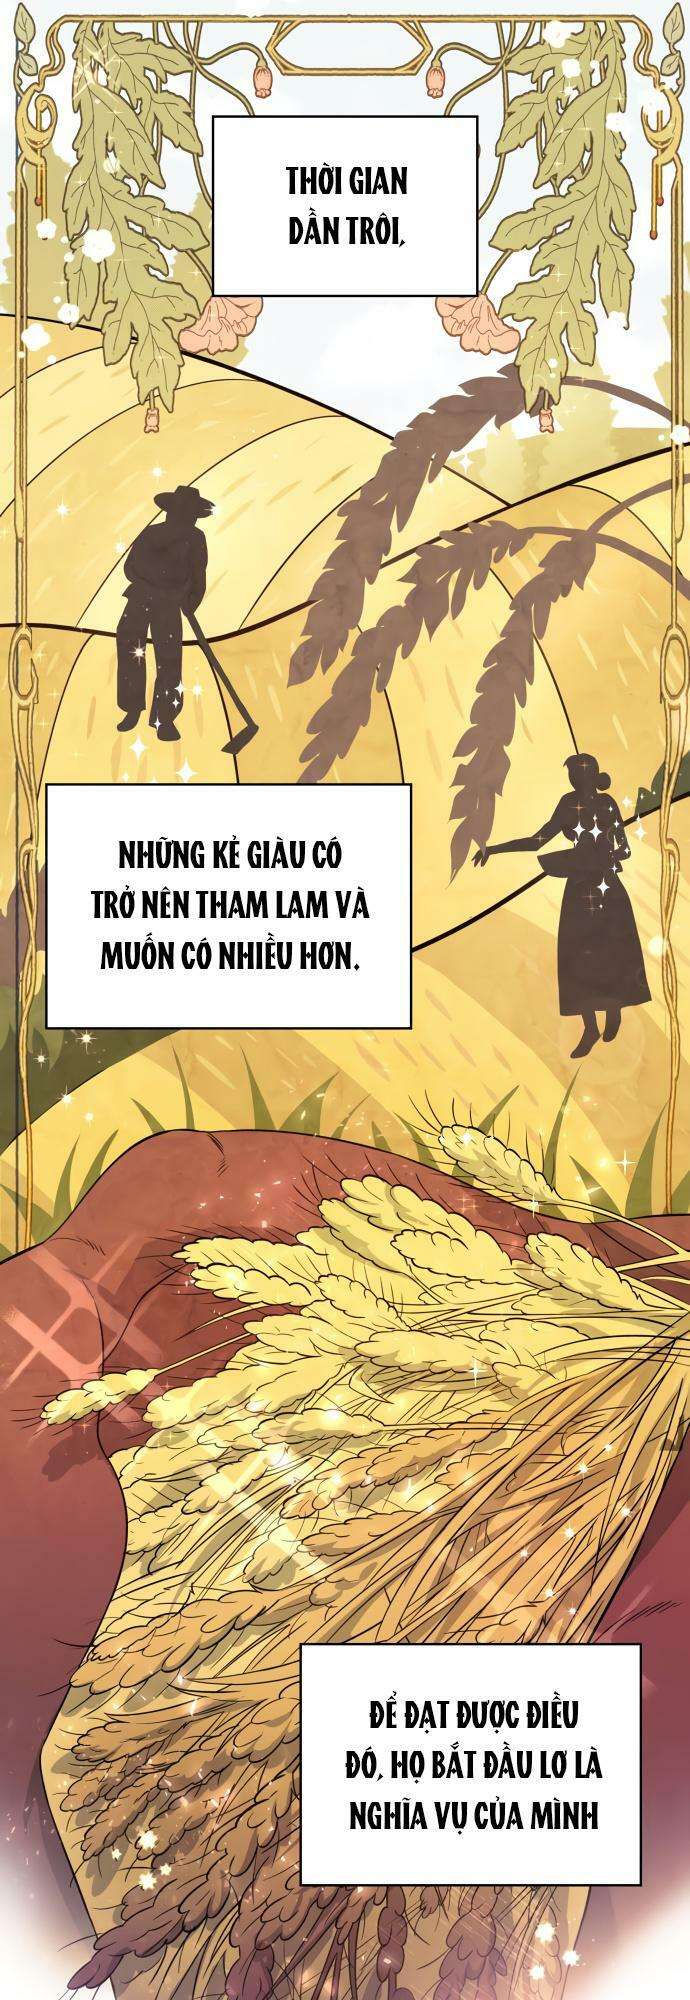 THỜI GIAN
DẦN TRÔI,
NHỮNG KẺ GIÀU CÓ
TRỞ NÊN THAM LAM VÀ
MUỐN CÓ NHIỀU HƠN.
ĐỂ ĐẠT ĐƯỢC ĐIỀU
ĐÓ, HỌ BẮT ĐẦU LƠ LÀ
NGHĨA VỤ CỦA MÌNH